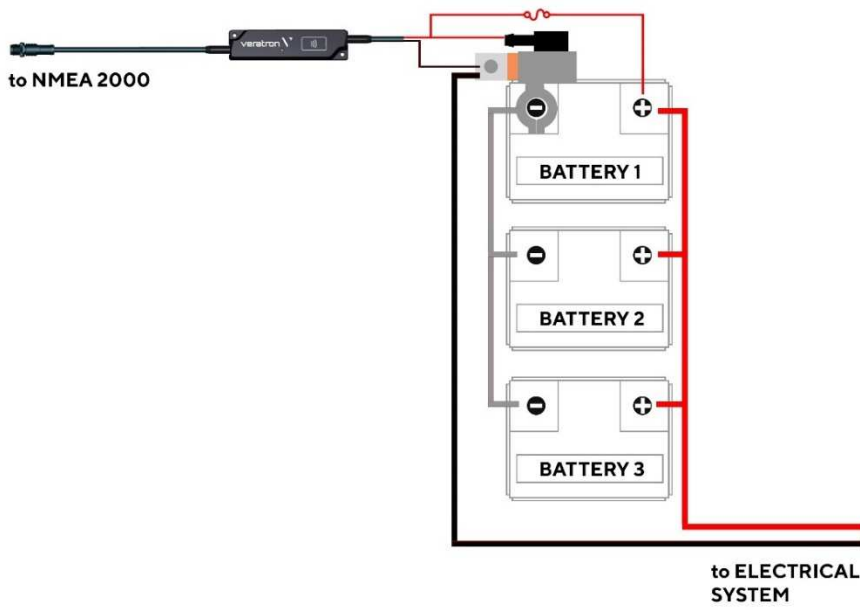 veratron V
to NMEA 2000
BATTERY 1
BATTERY 2
BATTERY 3
to ELECTRICAL
SYSTEM